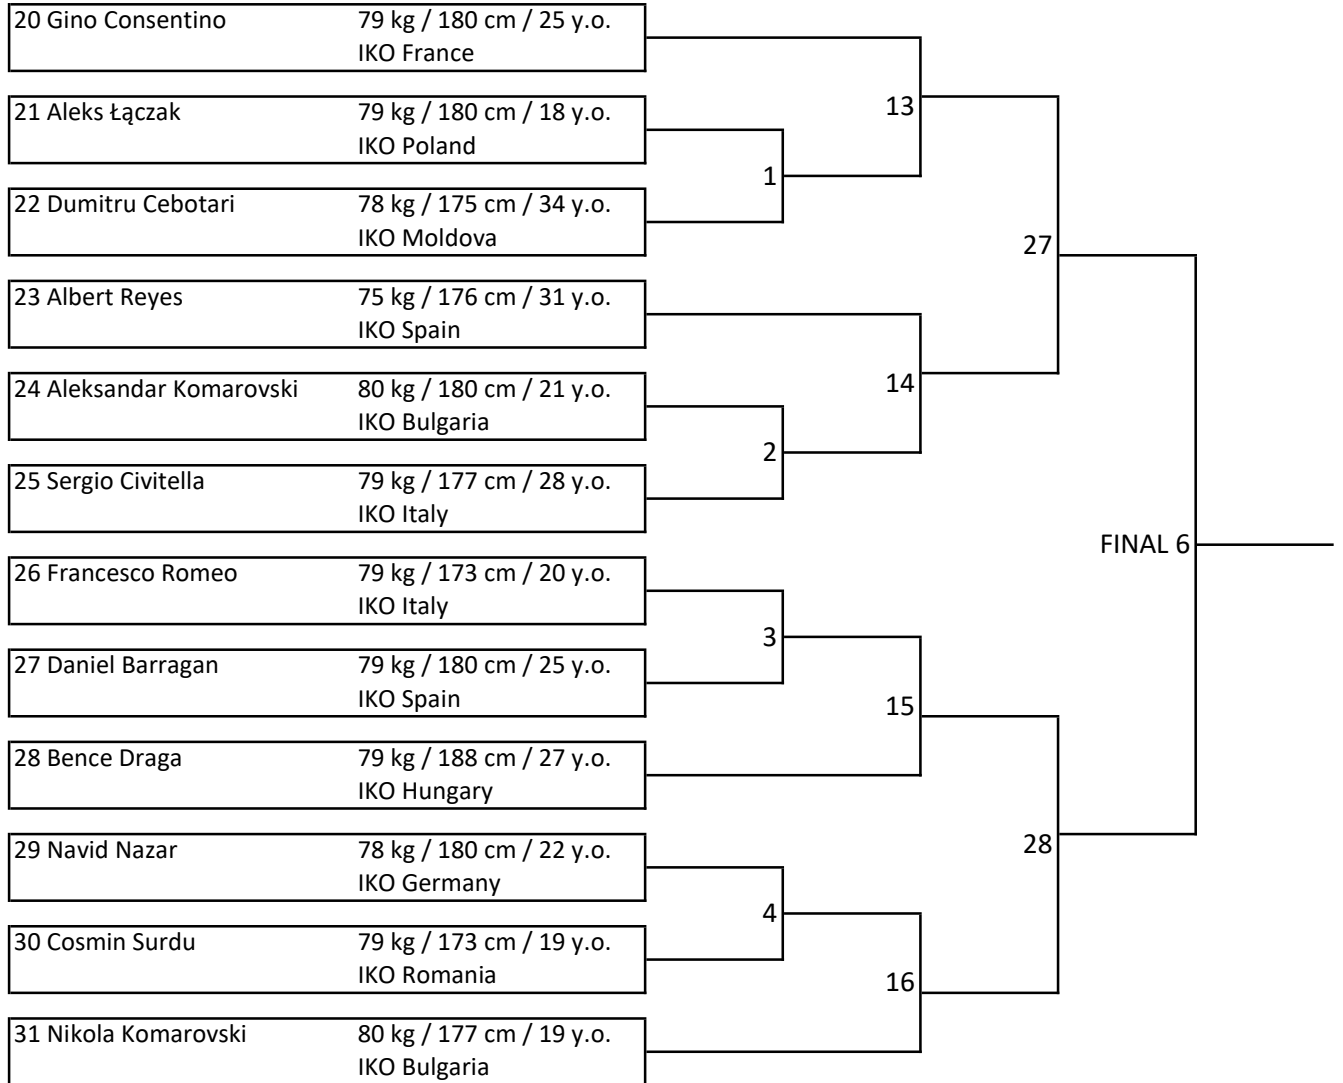 20 Gino Consentino 79 kg / 180 cm / 25 y.o.
IKO France
21 Aleks Łączak 79 kg / 180 cm / 18 y.o.
IKO Poland
13
1
22 Dumitru Cebotari 78 kg / 175 cm / 34 y.o.
IKO Moldova
27
23 Albert Reyes 75 kg / 176 cm / 31 y.o.
IKO Spain
24 Aleksandar Komarovski 80 kg / 180 cm / 21 y.o.
IKO Bulgaria
14
2
25 Sergio Civitella 79 kg / 177 cm / 28 y.o.
IKO Italy
FINAL 6
26 Francesco Romeo 79 kg / 173 cm / 20 y.o.
IKO Italy
3
27 Daniel Barragan 79 kg / 180 cm / 25 y.o.
IKO Spain
15
28 Bence Draga 79 kg / 188 cm / 27 y.o.
IKO Hungary
28
29 Navid Nazar 78 kg / 180 cm / 22 y.o.
IKO Germany
4
30 Cosmin Surdu 79 kg / 173 cm / 19 y.o.
IKO Romania
16
31 Nikola Komarovski 80 kg / 177 cm / 19 y.o.
IKO Bulgaria